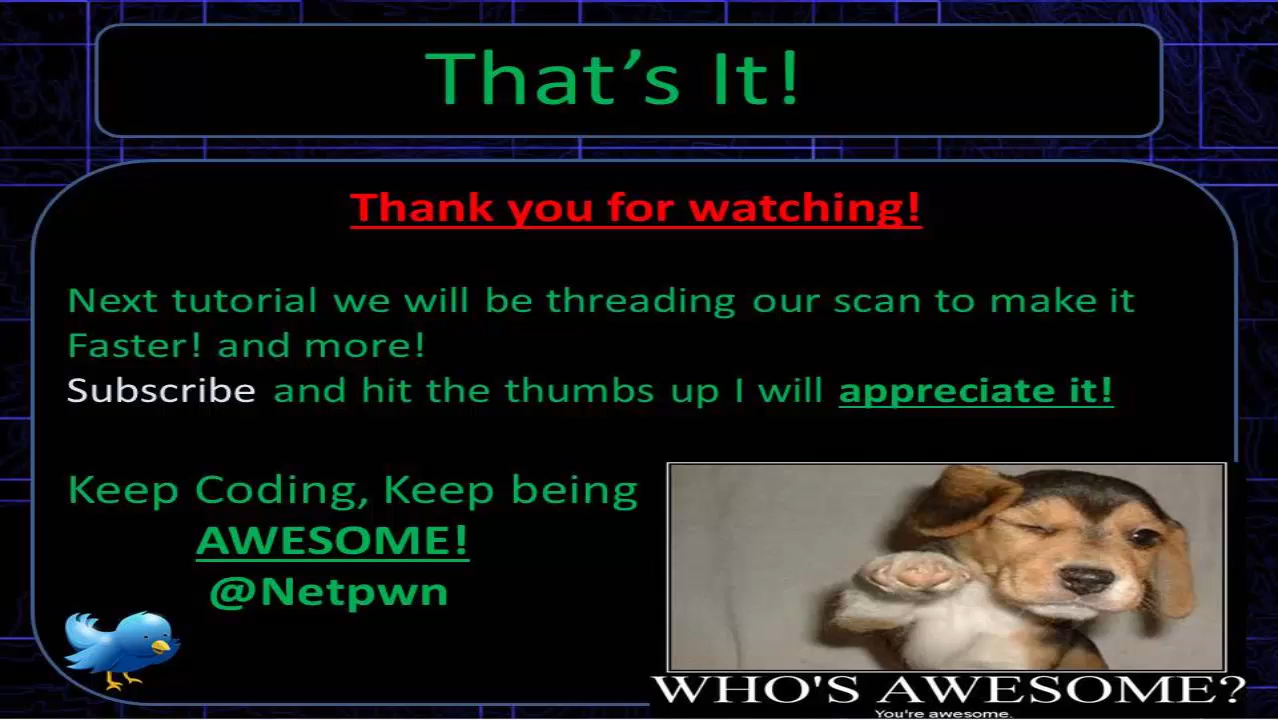 That's It!
Thank you for watching!
Next tutorial we will be threading our scan to make it
Faster! and more!
Subscribe and hit the thumbs up I will appreciate it!
Keep Coding, Keep being
AWESOME!
@Netpwn
WHO'S AWESOME?
You're awesome.